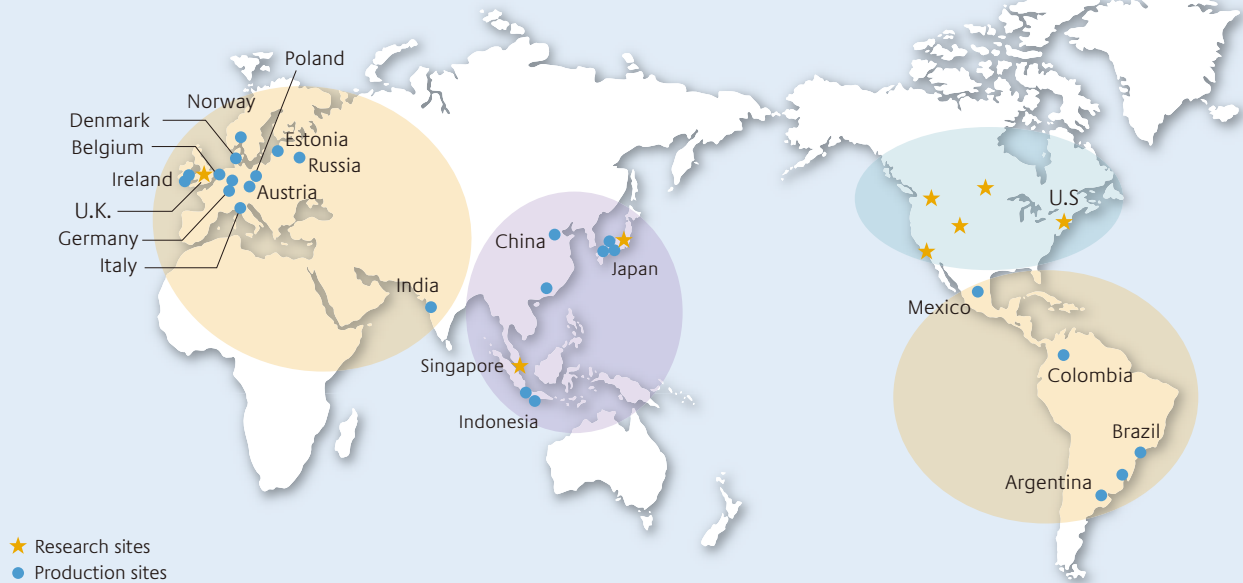 Poland
Norway
Denmark
Belgium
Estonia
Russia
Ireland
Austria
U.K.
Germany
Italy
India
China
Japan
Singapore
Indonesia
U.S
Mexico
Colombia
Brazil
Argentina
Research sites
Production sites